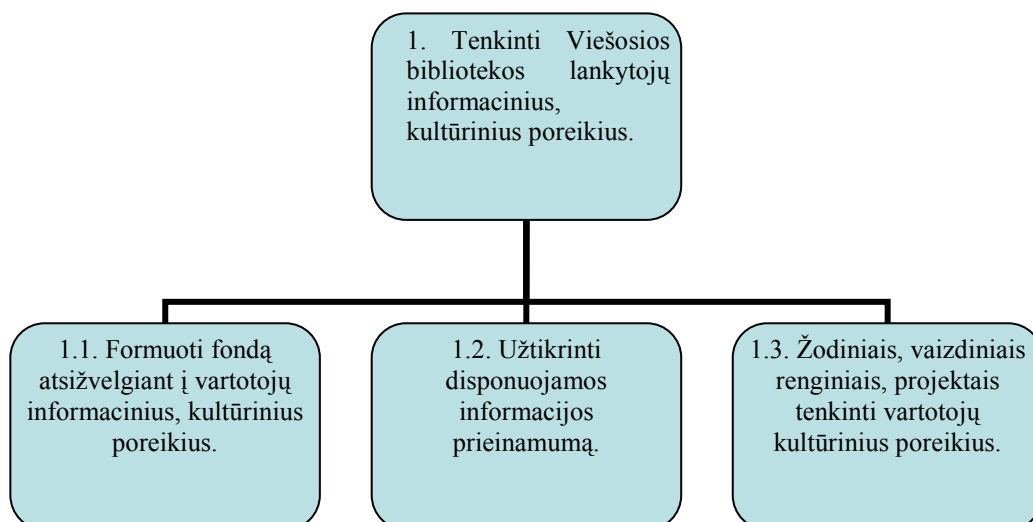 1. Tenkinti Viešosios
bibliotekos lankytojų
informacinius,
kultūrinius poreikius.
1.1. Formuoti fondą
atsižvelgiant į vartotojų
informacinius, kultūrinius
poreikius.
1.2. Užtikrinti
disponuojamos
informacijos
prieinamumą.
1.3. Žodiniais, vaizdiniais
renginiais, projektais
tenkinti vartotojų
kultūrinius poreikius.